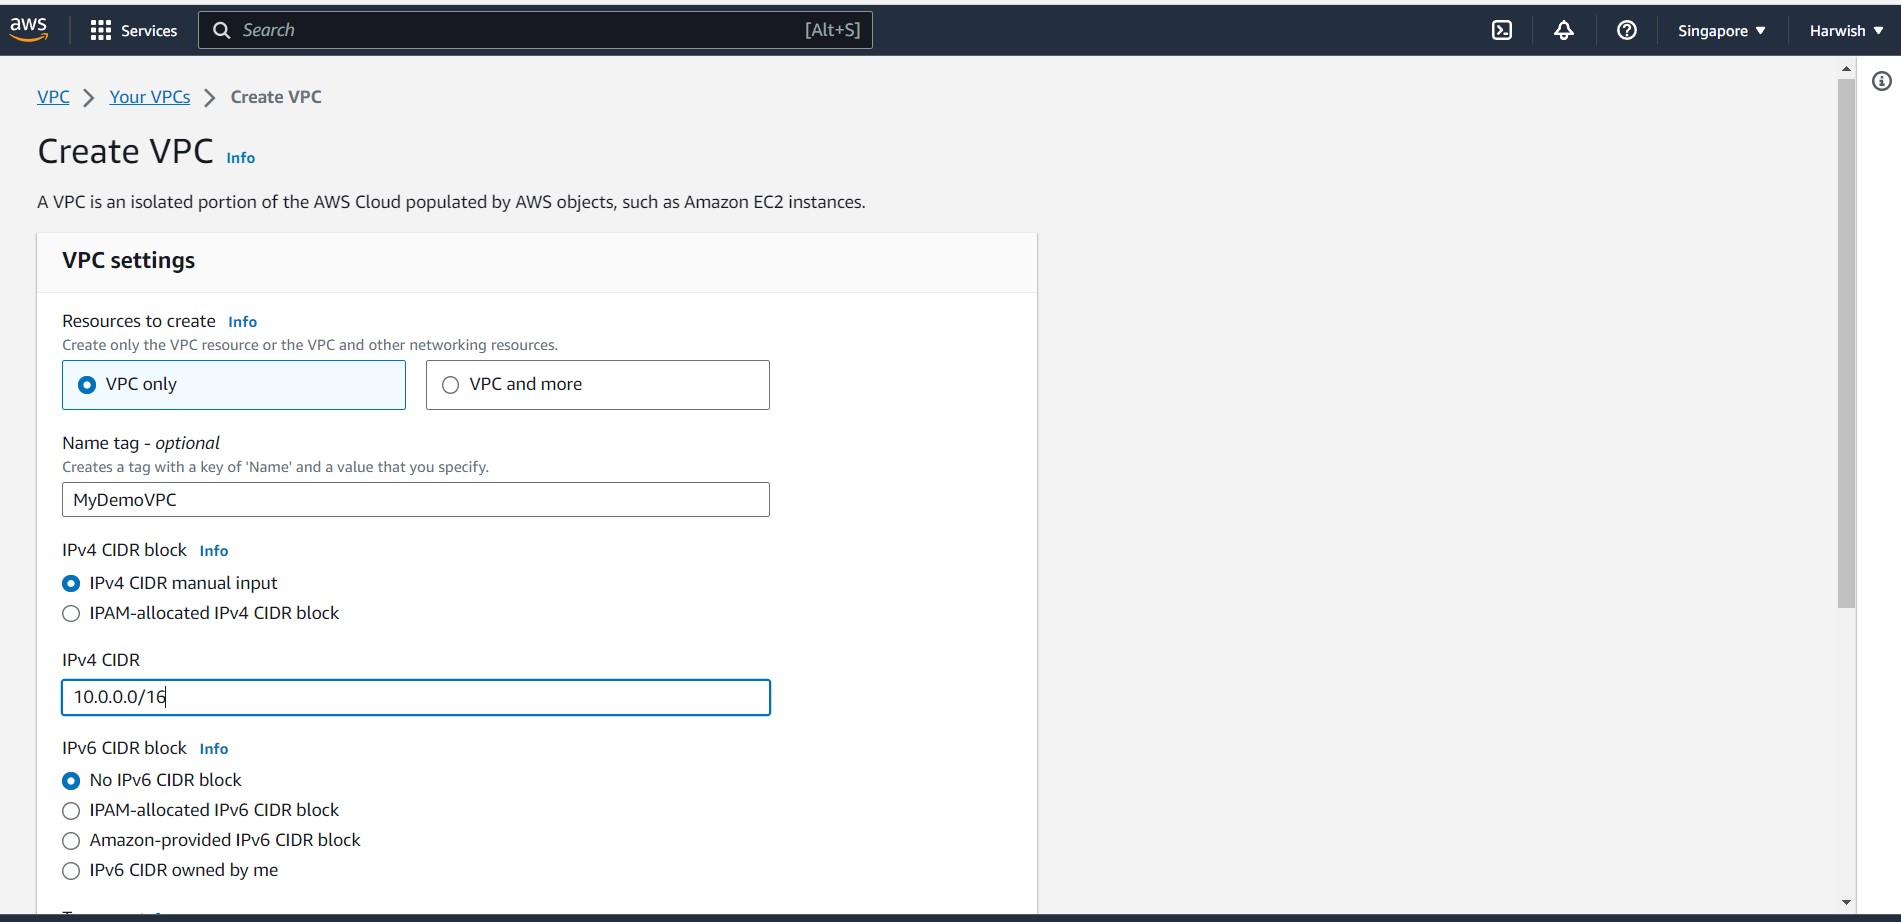 aws Services Search [Alt+S] Singapore Harwish
VPC Your VPCs Create VPC
Create VPC Info
A VPC is an isolated portion of the AWS Cloud populated by AWS objects, such as Amazon EC2 instances.
VPC settings
Resources to create Info
Create only the VPC resource or the VPC and other networking resources.
VPC only VPC and more
Name tag - optional
Creates a tag with a key of 'Name' and a value that you specify.
MyDemoVPC
IPv4 CIDR block Info
IPv4 CIDR manual input
IPAM-allocated IPv4 CIDR block
IPv4 CIDR
10.0.0.0/16
IPv6 CIDR block Info
No IPv6 CIDR block
IPAM-allocated IPv6 CIDR block
Amazon-provided IPv6 CIDR block
IPv6 CIDR owned by me